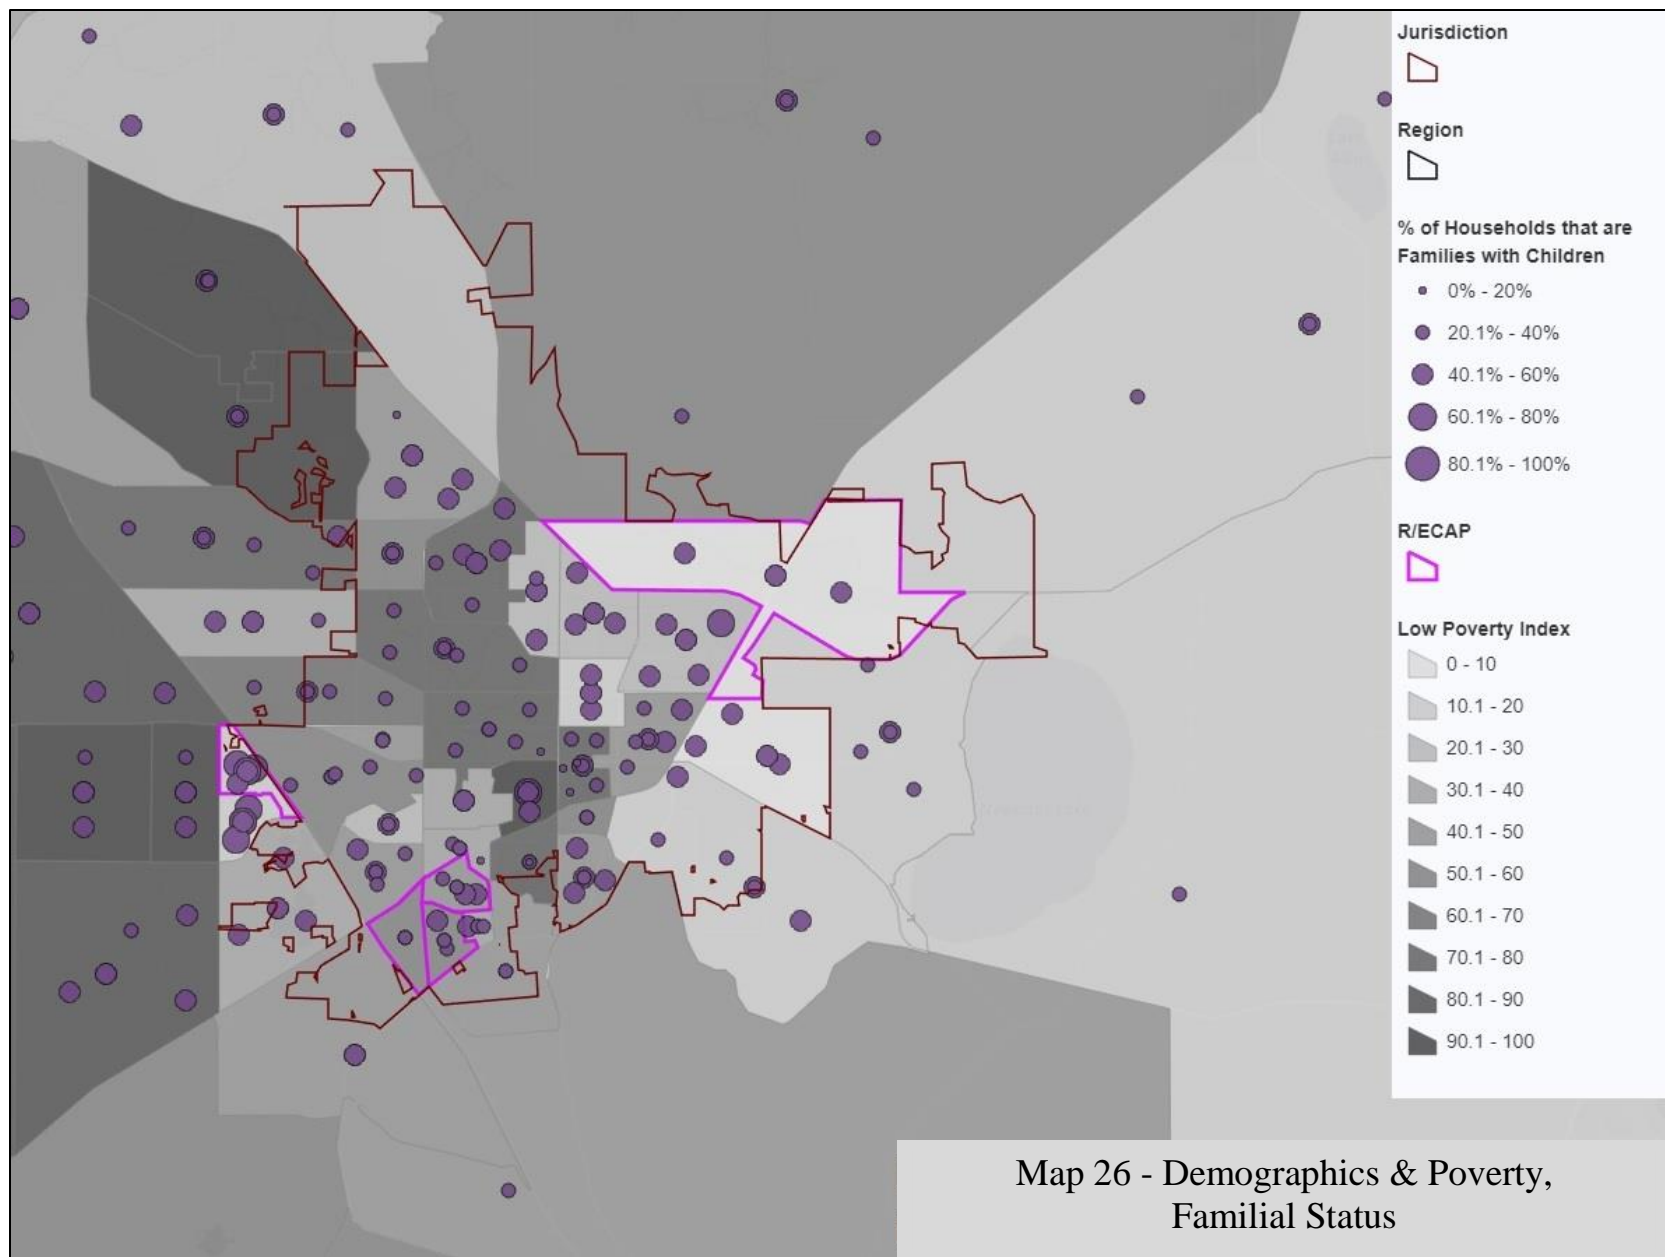 Jurisdiction
Region
% of Households that are
Families with Children
0% - 20%
20.1% - 40%
40.1% - 60%
60.1% - 80%
80.1% - 100%
R/ECAP
Low Poverty Index
0 - 10
10.1 - 20
20.1 - 30
30.1 - 40
40.1 - 50
50.1 - 60
60.1 - 70
70.1 - 80
80.1 - 90
90.1 - 100
Map 26 - Demographics & Poverty,
Familial Status